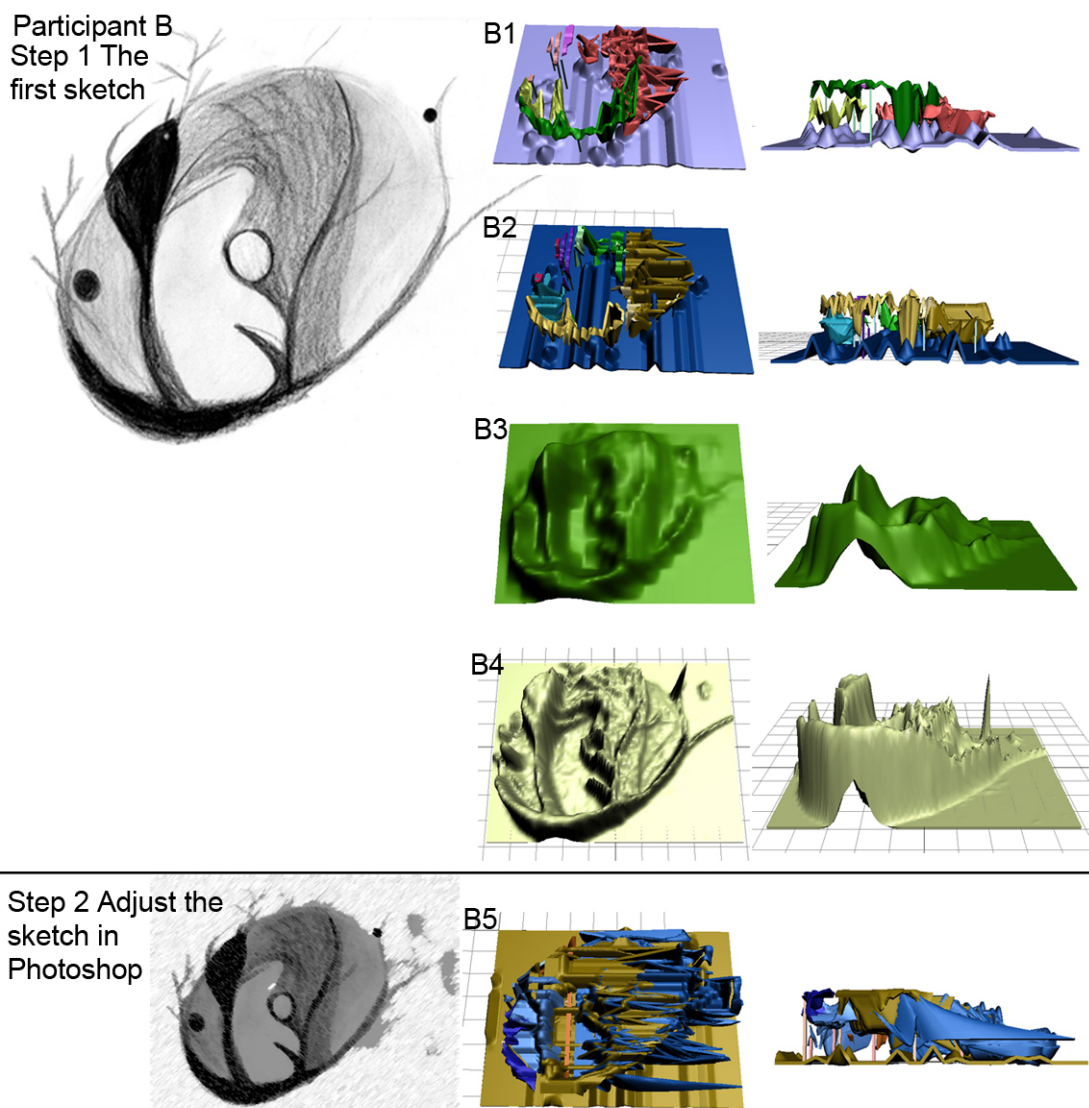 Participant B
Step 1 The
first sketch
B1
B2
B3
B4
Step 2 Adjust the
sketch in
Photoshop
B5